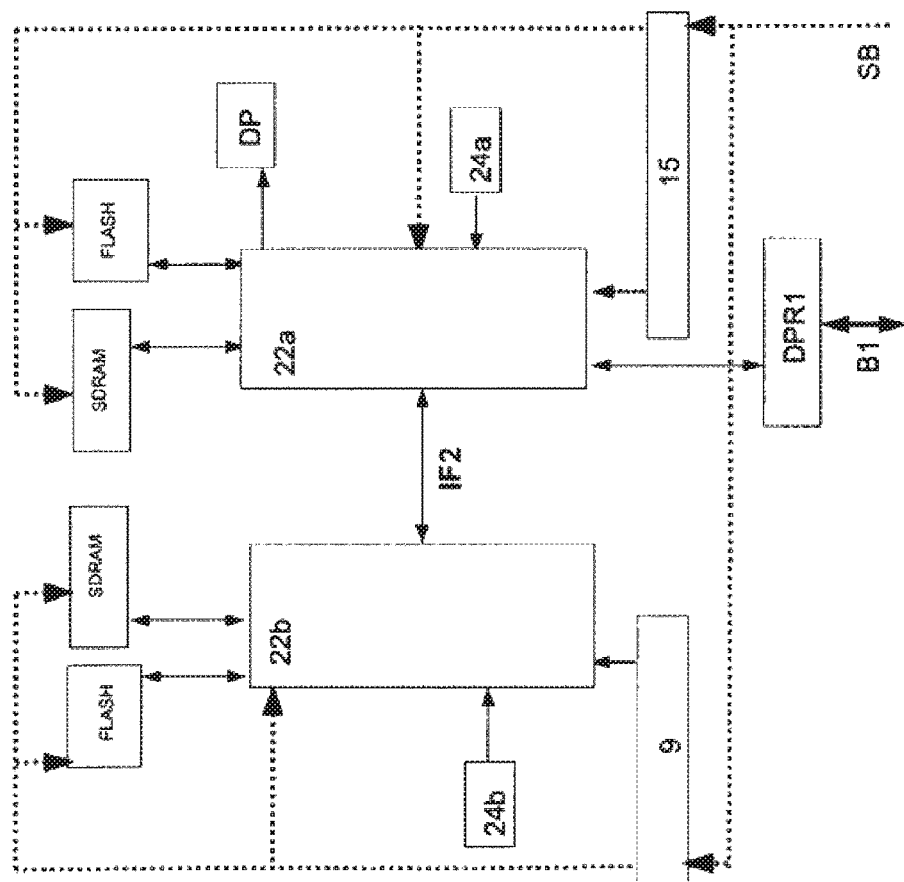 FLASH
SDRAM
SDRAM
FLASH
DP
24a
22a
IF2
22b
24b
15
9
DPR1
B1
SB